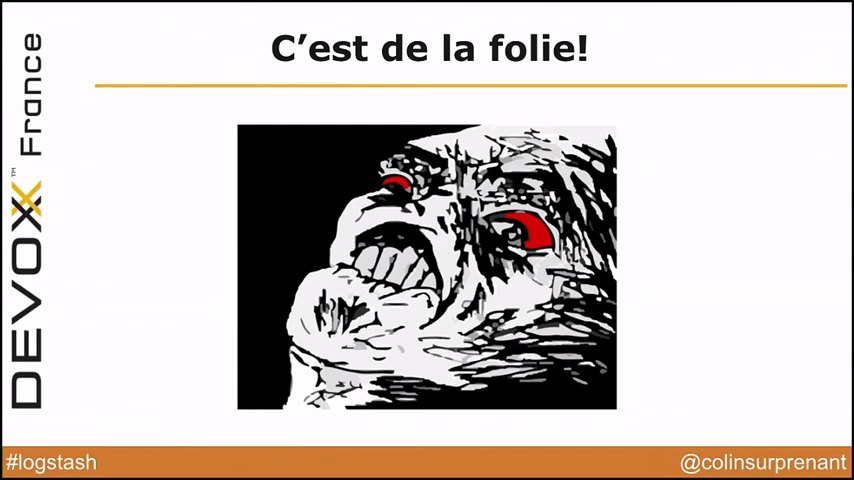 C’est de la folie!
DEVOXX™ France
#logstash
@colinsurprenant